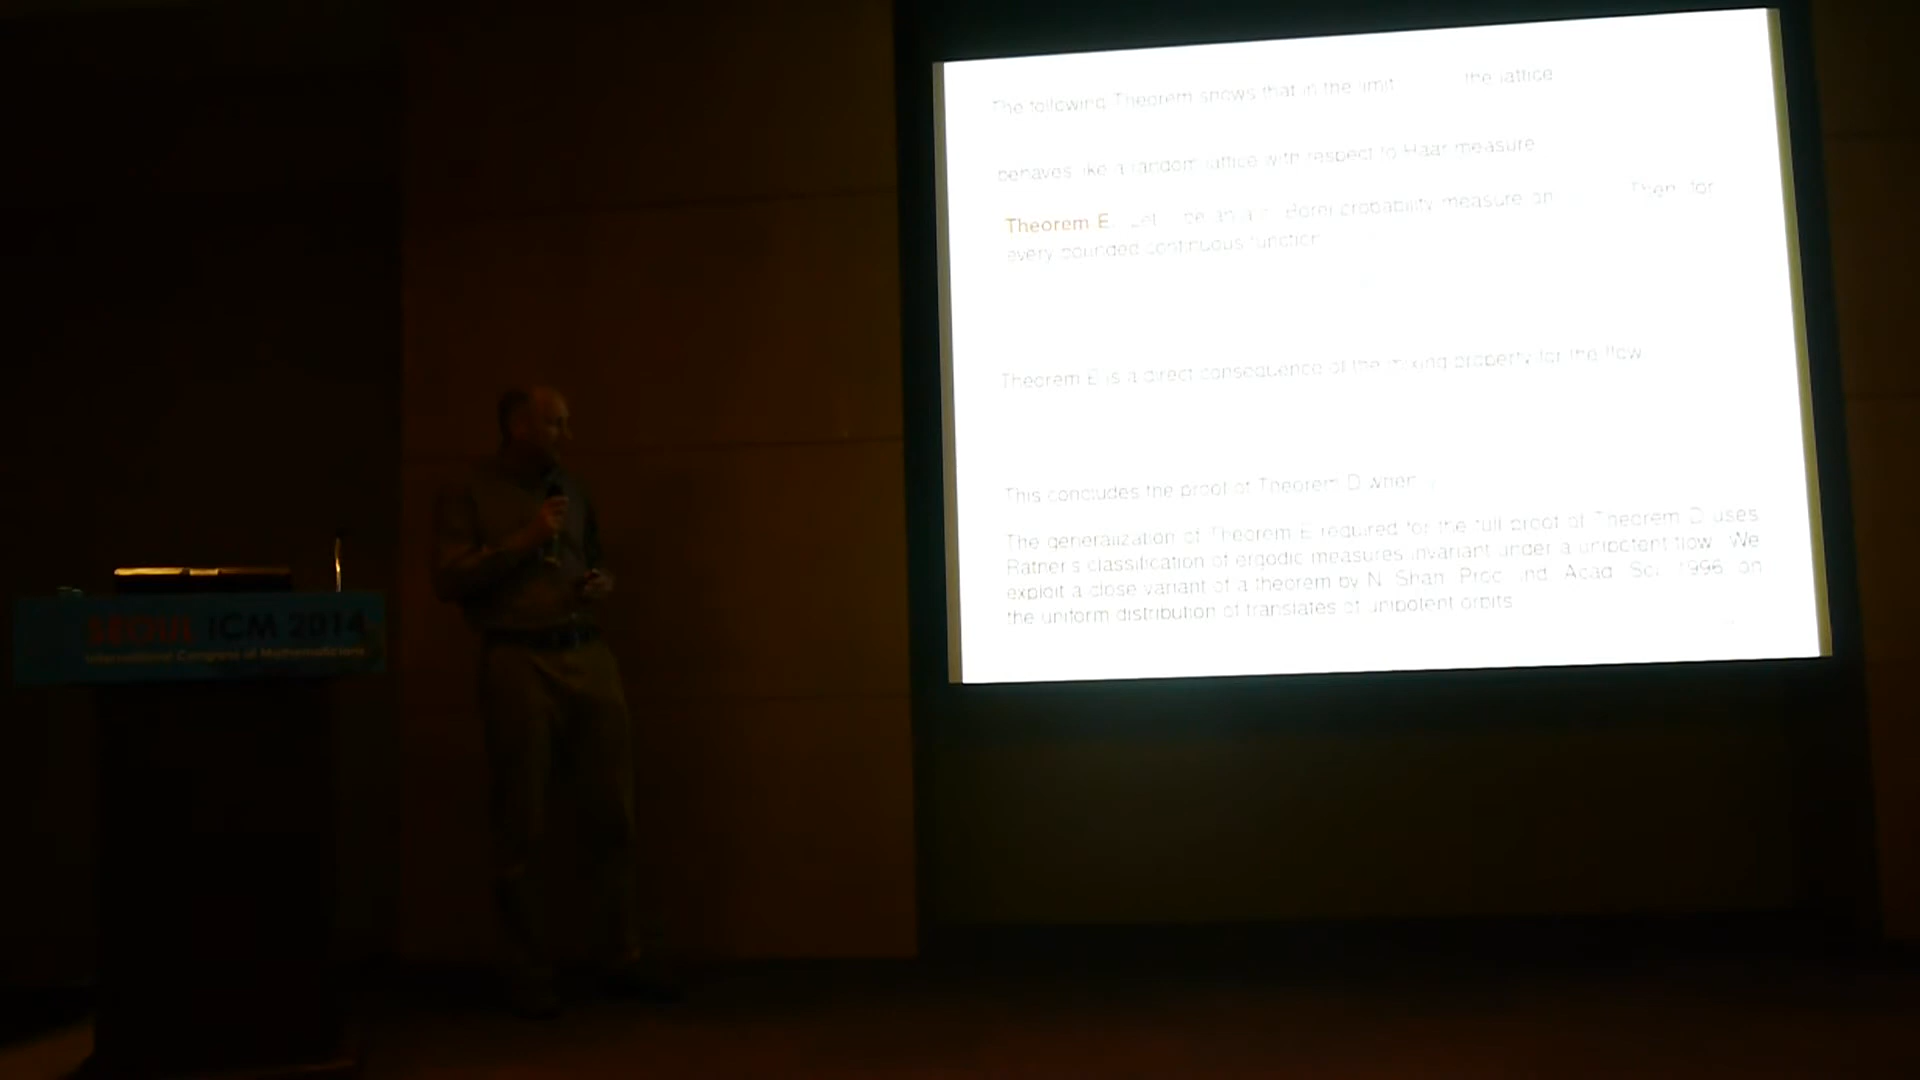 The following Theorem shows that in the limit the lattice
behaves like a random lattice with respect to Haar measure
Theorem E. Let be an a.c. Borel probability measure on Then, for
every bounded continuous function
Theorem E is a direct consequence of the mixing property for the flow
This concludes the proof of Theorem D when
The generalization of Theorem E required for the full proof of Theorem D uses
Ratner's classification of ergodic measures invariant under a unipotent flow. We
exploit a close variant of a theorem by N. Shah Proc. Ind. Acad. Sci. 1996 on
the uniform distribution of translates of unipotent orbits.
SEOUL ICM 2014
International Congress of Mathematicians